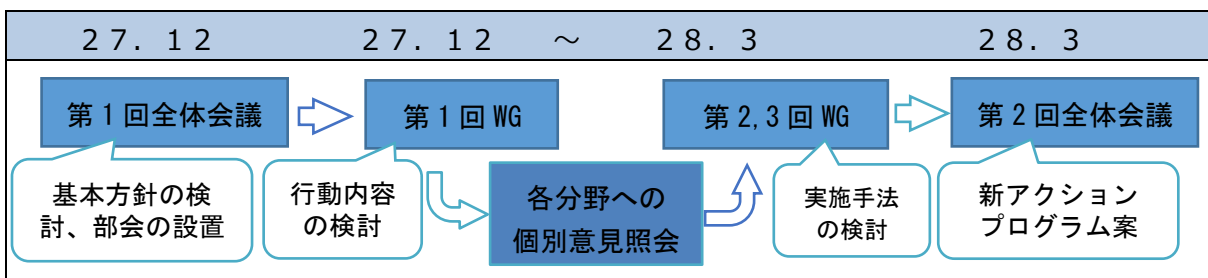 ２７．１２ ２７．１２ ～ ２８．３ ２８．３
第１回全体会議
第１回 WG
第 2,3 回 WG
第２回全体会議
基本方針の検
討、部会の設置
行動内容
の検討
各分野への
個別意見照会
実施手法
の検討
新アクション
プログラム案